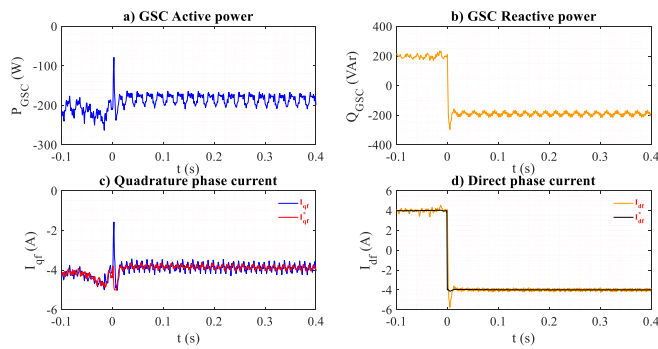 a) GSC Active power
P_GSC (W)
0
-100
-200
-300
-0.1 0 0.1 0.2 0.3 0.4
t (s)
b) GSC Reactive power
Q_GSC (VAr)
400
200
0
-200
-400
-0.1 0 0.1 0.2 0.3 0.4
t (s)
c) Quadrature phase current
I_qf (A)
0
-2
-4
-6
I_qf
I*_qf
-0.1 0 0.1 0.2 0.3 0.4
t (s)
d) Direct phase current
I_df (A)
6
4
2
0
-2
-4
-6
I_df
I*_df
-0.1 0 0.1 0.2 0.3 0.4
t (s)